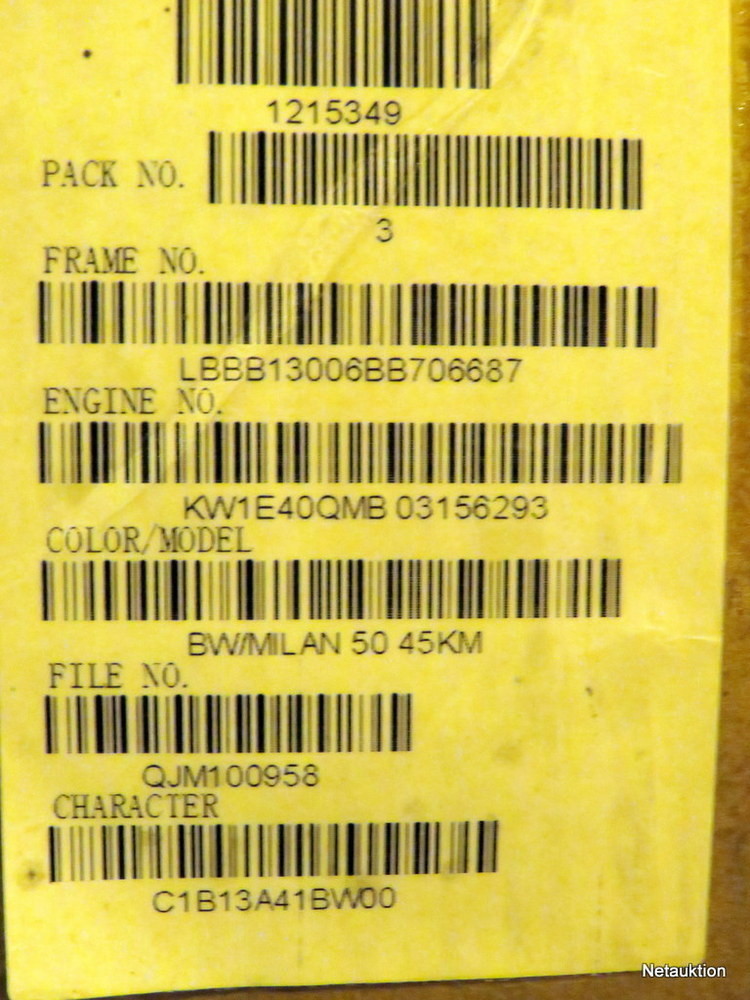 1215349
PACK NO.
3
FRAME NO.
LBBB13006BB706687
ENGINE NO.
KW1E40QMB 03156293
COLOR/MODEL
BW/MILAN 50 45KM
FILE NO.
QJM100958
CHARACTER
C1B13A41BW00
Netauktion